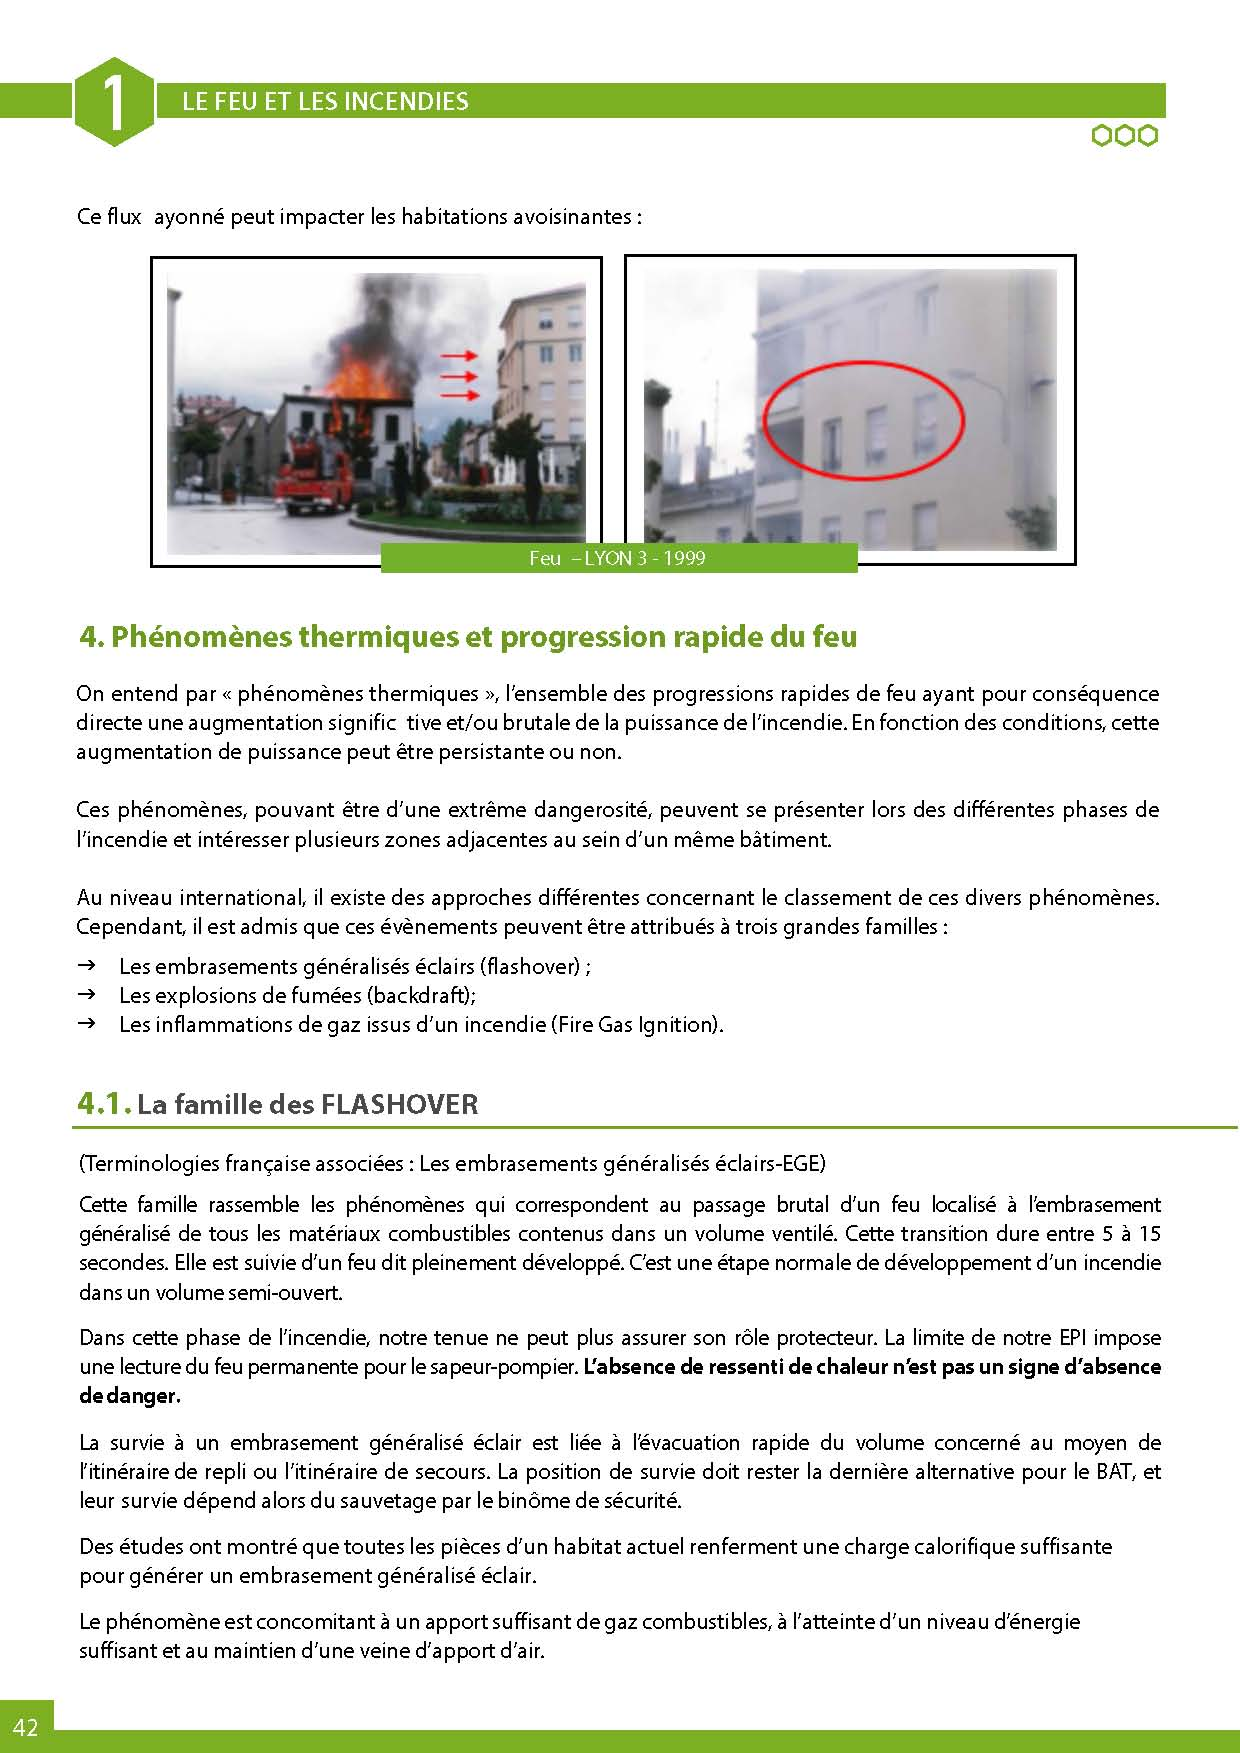 1
LE FEU ET LES INCENDIES
Ce flux ayonné peut impacter les habitations avoisinantes :
Feu – LYON 3 - 1999
4. Phénomènes thermiques et progression rapide du feu
On entend par « phénomènes thermiques », l’ensemble des progressions rapides de feu ayant pour conséquence
directe une augmentation signific tive et/ou brutale de la puissance de l’incendie. En fonction des conditions, cette
augmentation de puissance peut être persistante ou non.
Ces phénomènes, pouvant être d’une extrême dangerosité, peuvent se présenter lors des différentes phases de
l’incendie et intéresser plusieurs zones adjacentes au sein d’un même bâtiment.
Au niveau international, il existe des approches différentes concernant le classement de ces divers phénomènes.
Cependant, il est admis que ces évènements peuvent être attribués à trois grandes familles :
→ Les embrasements généralisés éclairs (flashover) ;
→ Les explosions de fumées (backdraft);
→ Les inflammations de gaz issus d’un incendie (Fire Gas Ignition).
4.1. La famille des FLASHOVER
(Terminologies française associées : Les embrasements généralisés éclairs-EGE)
Cette famille rassemble les phénomènes qui correspondent au passage brutal d’un feu localisé à l’embrasement
généralisé de tous les matériaux combustibles contenus dans un volume ventilé. Cette transition dure entre 5 à 15
secondes. Elle est suivie d’un feu dit pleinement développé. C’est une étape normale de développement d’un incendie
dans un volume semi-ouvert.
Dans cette phase de l’incendie, notre tenue ne peut plus assurer son rôle protecteur. La limite de notre EPI impose
une lecture du feu permanente pour le sapeur-pompier. L’absence de ressenti de chaleur n’est pas un signe d’absence
de danger.
La survie à un embrasement généralisé éclair est liée à l’évacuation rapide du volume concerné au moyen de
l’itinéraire de repli ou l’itinéraire de secours. La position de survie doit rester la dernière alternative pour le BAT, et
leur survie dépend alors du sauvetage par le binôme de sécurité.
Des études ont montré que toutes les pièces d’un habitat actuel renferment une charge calorifique suffisante
pour générer un embrasement généralisé éclair.
Le phénomène est concomitant à un apport suffisant de gaz combustibles, à l’atteinte d’un niveau d’énergie
suffisant et au maintien d’une veine d’apport d’air.
42